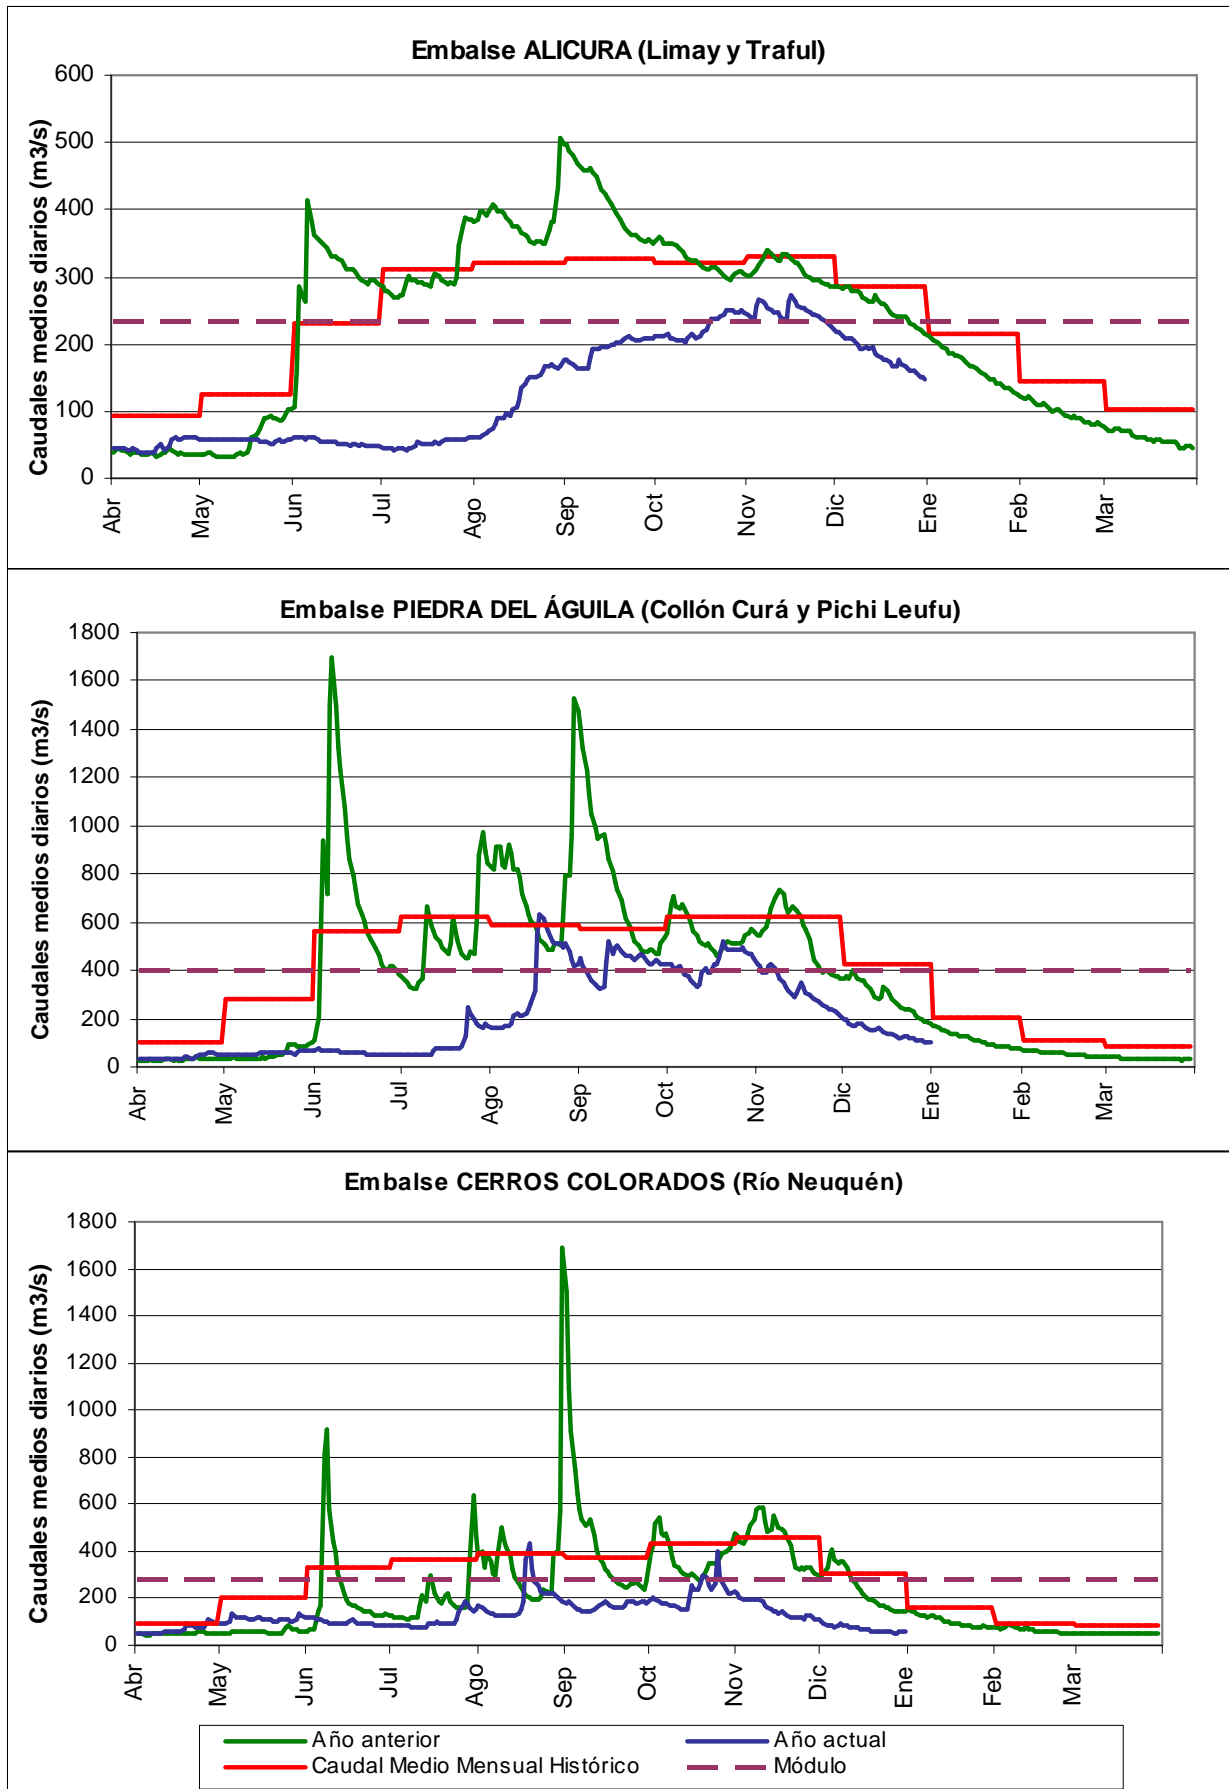 Embalse ALICURA (Limay y Traful)
Caudales medios diarios (m3/s)
600
500
400
300
200
100
0
Abr May Jun Jul Ago Sep Oct Nov Dic Ene Feb Mar
Embalse PIEDRA DEL ÁGUILA (Collón Curá y Pichi Leufu)
Caudales medios diarios (m3/s)
1800
1600
1400
1200
1000
800
600
400
200
0
Abr May Jun Jul Ago Sep Oct Nov Dic Ene Feb Mar
Embalse CERROS COLORADOS (Río Neuquén)
Caudales medios diarios (m3/s)
1800
1600
1400
1200
1000
800
600
400
200
0
Abr May Jun Jul Ago Sep Oct Nov Dic Ene Feb Mar
Año anterior Año actual
Caudal Medio Mensual Histórico Módulo